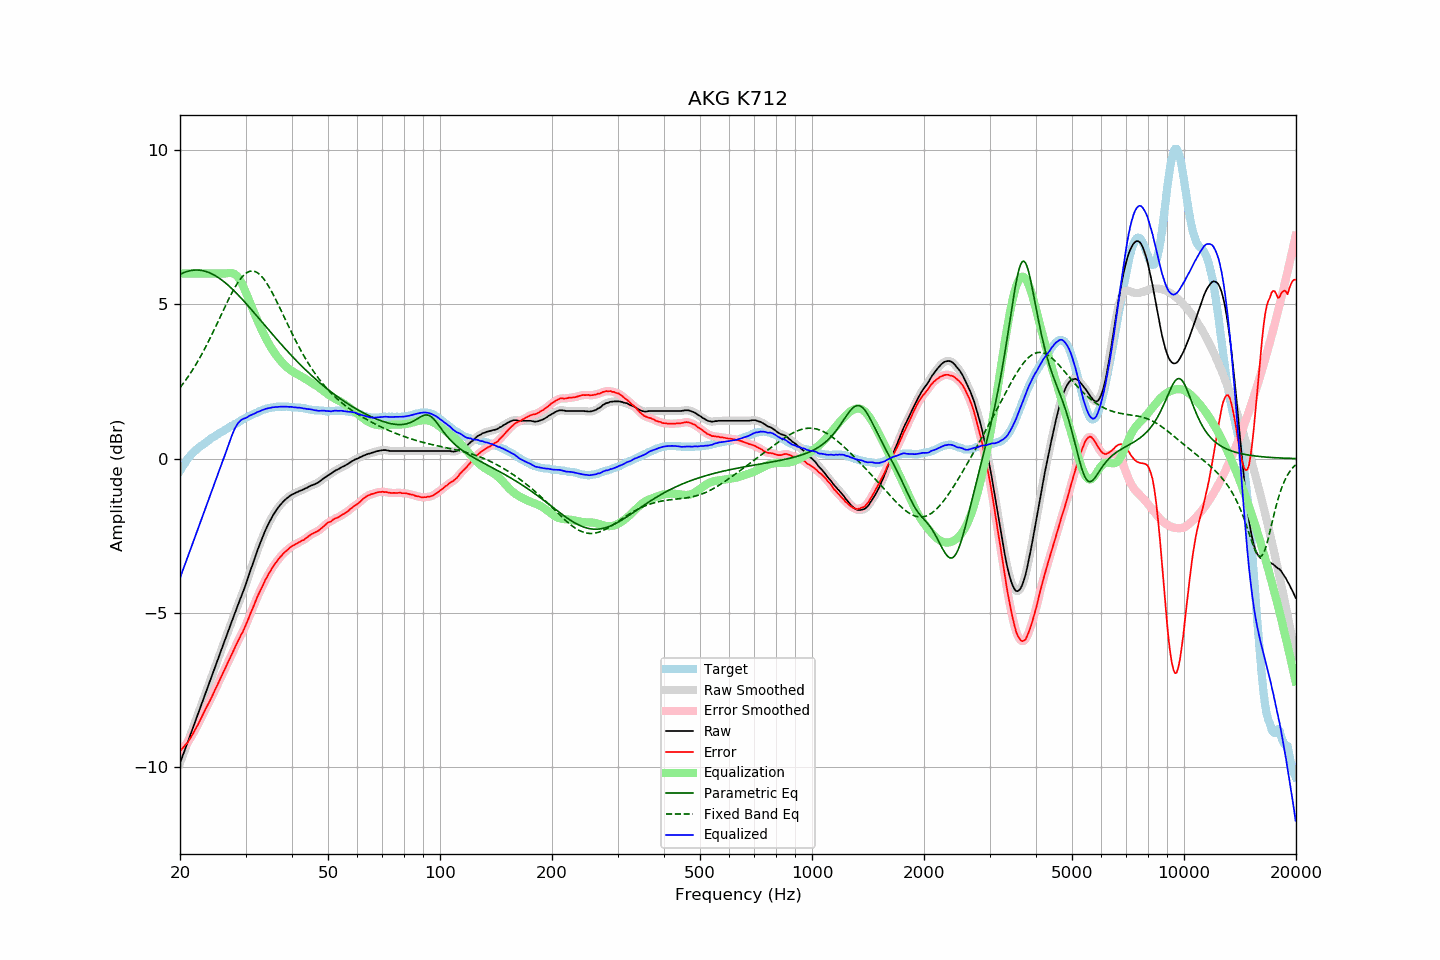 AKG K712
Amplitude (dBr)
10
5
0
−5
−10
Target
Raw Smoothed
Error Smoothed
Raw
Error
Equalization
Parametric Eq
Fixed Band Eq
Equalized
20 50 100 200 500 1000 2000 5000 10000 20000
Frequency (Hz)